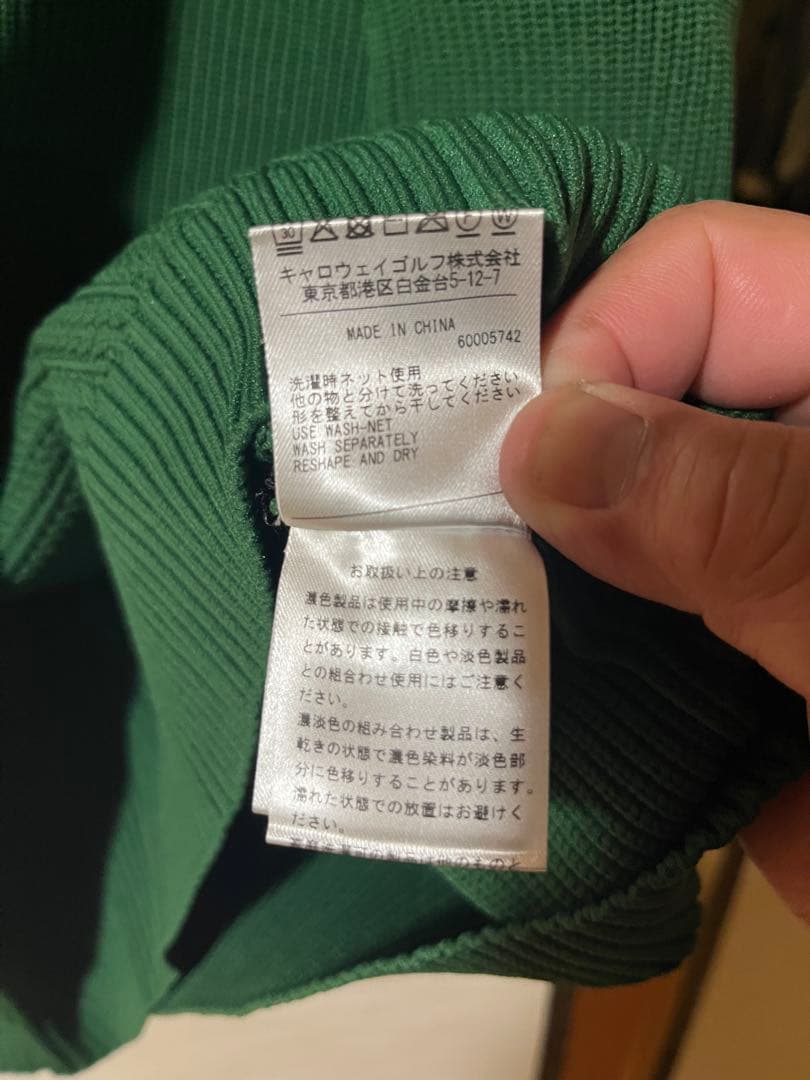 30
キャロウェイゴルフ株式会社
東京都港区白金台5-12-7
MADE IN CHINA
60005742
洗濯時ネット使用
他の物と分けて洗ってください
形を整えてから干してください
USE WASH-NET
WASH SEPARATELY
RESHAPE AND DRY
お取扱い上の注意
濃色製品は使用中の摩擦や濡れ
た状態での接触で色移りするこ
とがあります。白色や淡色製品
との組合わせ使用にはご注意く
ださい。
濃淡色の組み合わせ製品は、生
乾きの状態で濃色染料が淡色部
分に色移りすることがあります。
濡れた状態での放置はお避けく
ださい。